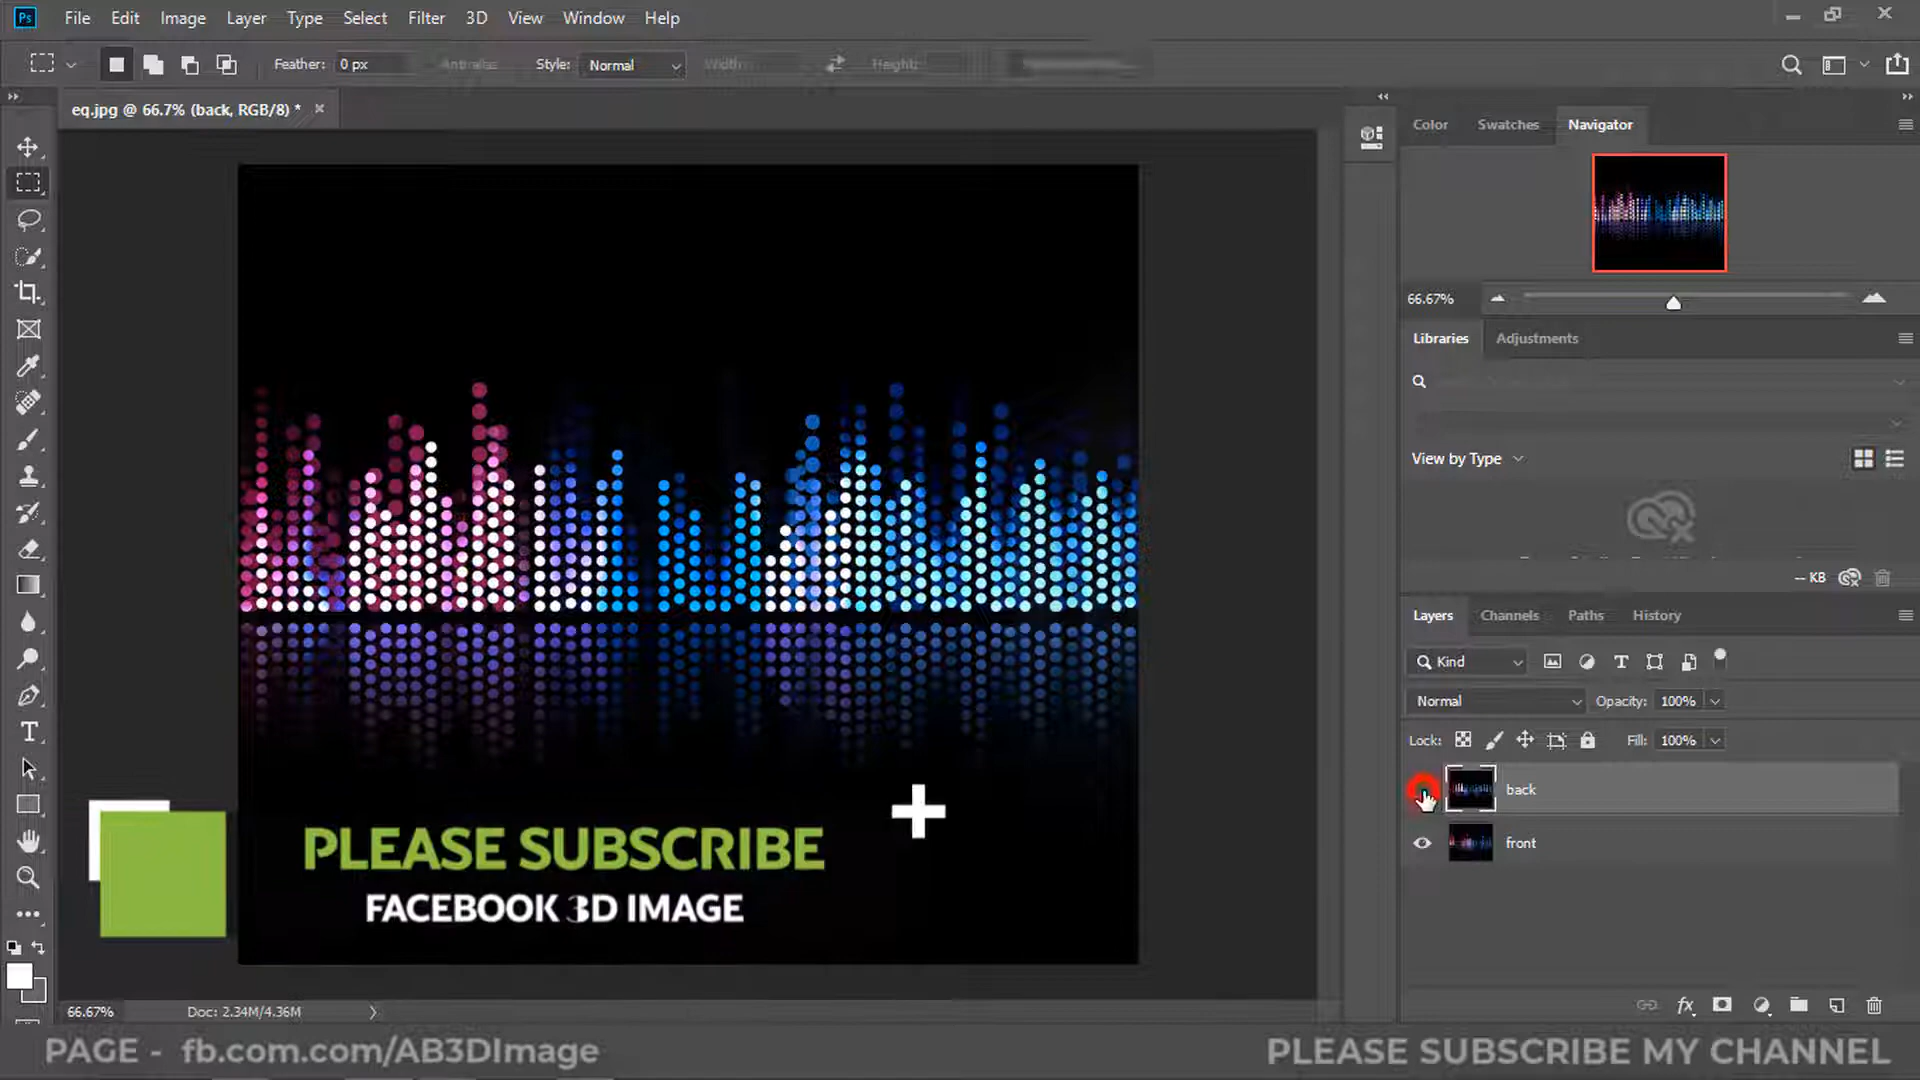 Ps File Edit Image Layer Type Select Filter 3D View Window Help
Feather: 0 px Anti-alias Style: Normal Width: Height:
eq.jpg @ 66.7% (back, RGB/8) *
Color Swatches Navigator
66.67%
Libraries Adjustments
View by Type
-- KB
Layers Channels Paths History
Kind
Normal Opacity: 100%
Lock: Fill: 100%
back
front
PLEASE SUBSCRIBE
FACEBOOK 3D IMAGE
66.67% Doc: 2.34M/4.36M
PAGE - fb.com.com/AB3DImage
PLEASE SUBSCRIBE MY CHANNEL